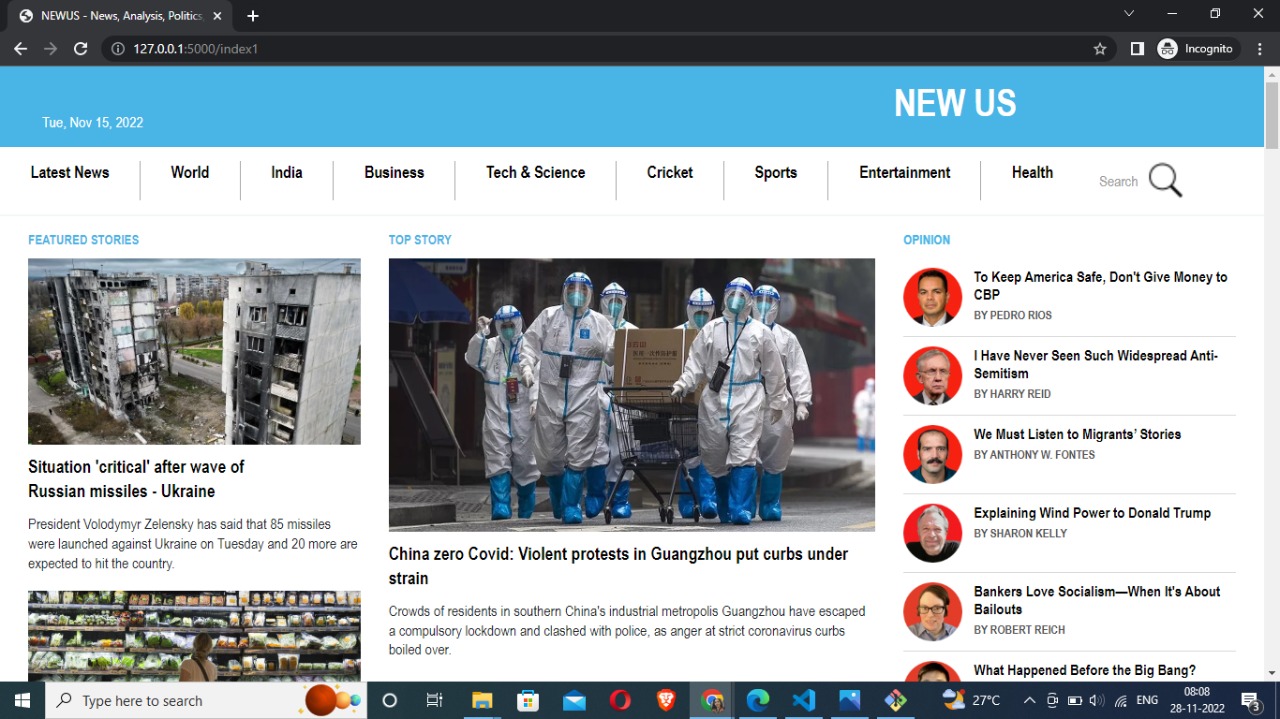 NEWUS - News, Analysis, Politics,
127.0.0.1:5000/index1
Incognito
NEW US
Tue, Nov 15, 2022
Latest News
World
India
Business
Tech & Science
Cricket
Sports
Entertainment
Health
Search
FEATURED STORIES
Situation 'critical' after wave of
Russian missiles - Ukraine
President Volodymyr Zelensky has said that 85 missiles
were launched against Ukraine on Tuesday and 20 more are
expected to hit the country.
TOP STORY
China zero Covid: Violent protests in Guangzhou put curbs under
strain
Crowds of residents in southern China's industrial metropolis Guangzhou have escaped
a compulsory lockdown and clashed with police, as anger at strict coronavirus curbs
boiled over.
OPINION
To Keep America Safe, Don't Give Money to
CBP
BY PEDRO RIOS
I Have Never Seen Such Widespread Anti-
Semitism
BY HARRY REID
We Must Listen to Migrants’ Stories
BY ANTHONY W. FONTES
Explaining Wind Power to Donald Trump
BY SHARON KELLY
Bankers Love Socialism—When It's About
Bailouts
BY ROBERT REICH
What Happened Before the Big Bang?
Type here to search
27°C
ENG
08:08
28-11-2022
3